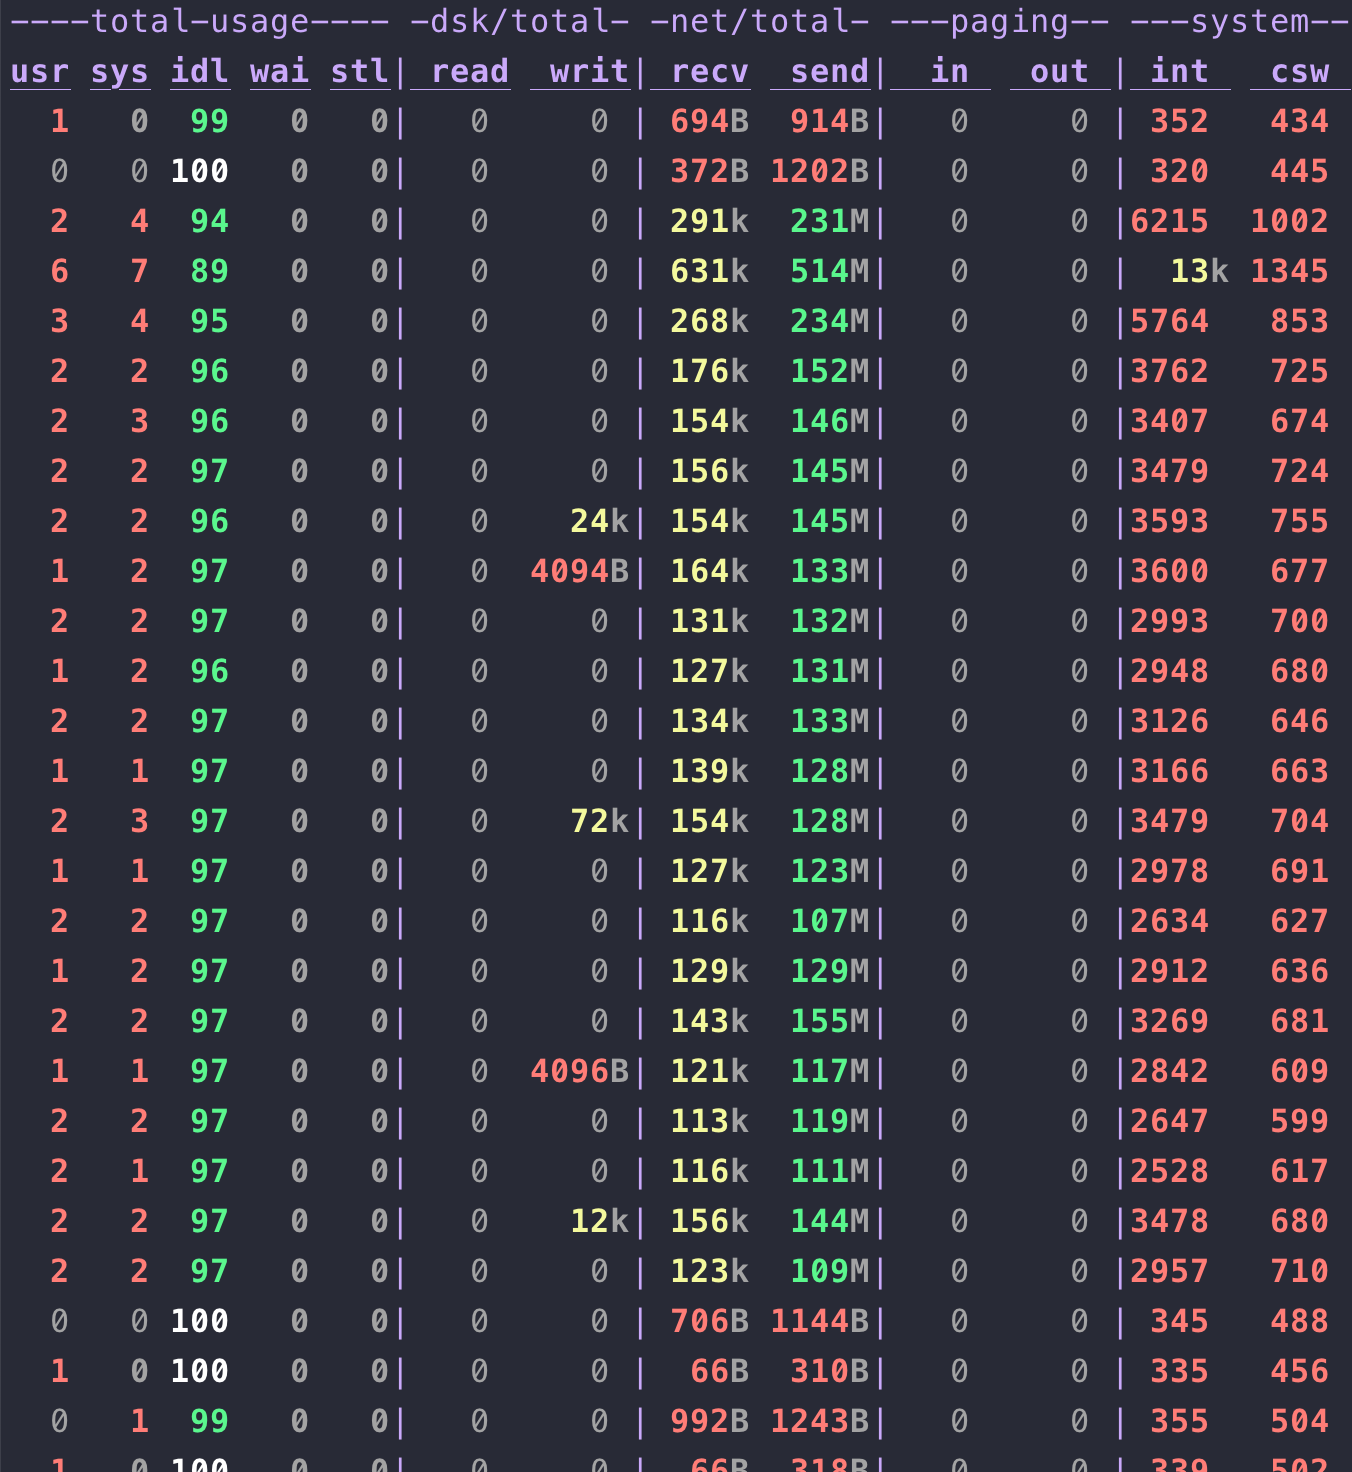 ----total-usage---- -dsk/total- -net/total- ---paging-- ---system--
usr sys idl wai stl| read  writ| recv  send|  in   out | int   csw
  1   0  99   0   0|   0     0 | 694B  914B|   0     0 | 352   434
  0   0 100   0   0|   0     0 | 372B 1202B|   0     0 | 320   445
  2   4  94   0   0|   0     0 | 291k  231M|   0     0 |6215  1002
  6   7  89   0   0|   0     0 | 631k  514M|   0     0 |  13k 1345
  3   4  95   0   0|   0     0 | 268k  234M|   0     0 |5764   853
  2   2  96   0   0|   0     0 | 176k  152M|   0     0 |3762   725
  2   3  96   0   0|   0     0 | 154k  146M|   0     0 |3407   674
  2   2  97   0   0|   0     0 | 156k  145M|   0     0 |3479   724
  2   2  96   0   0|   0    24k| 154k  145M|   0     0 |3593   755
  1   2  97   0   0|   0  4094B| 164k  133M|   0     0 |3600   677
  2   2  97   0   0|   0     0 | 131k  132M|   0     0 |2993   700
  1   2  96   0   0|   0     0 | 127k  131M|   0     0 |2948   680
  2   2  97   0   0|   0     0 | 134k  133M|   0     0 |3126   646
  1   1  97   0   0|   0     0 | 139k  128M|   0     0 |3166   663
  2   3  97   0   0|   0    72k| 154k  128M|   0     0 |3479   704
  1   1  97   0   0|   0     0 | 127k  123M|   0     0 |2978   691
  2   2  97   0   0|   0     0 | 116k  107M|   0     0 |2634   627
  1   2  97   0   0|   0     0 | 129k  129M|   0     0 |2912   636
  2   2  97   0   0|   0     0 | 143k  155M|   0     0 |3269   681
  1   1  97   0   0|   0  4096B| 121k  117M|   0     0 |2842   609
  2   2  97   0   0|   0     0 | 113k  119M|   0     0 |2647   599
  2   1  97   0   0|   0     0 | 116k  111M|   0     0 |2528   617
  2   2  97   0   0|   0    12k| 156k  144M|   0     0 |3478   680
  2   2  97   0   0|   0     0 | 123k  109M|   0     0 |2957   710
  0   0 100   0   0|   0     0 | 706B 1144B|   0     0 | 345   488
  1   0 100   0   0|   0     0 |  66B  310B|   0     0 | 335   456
  0   1  99   0   0|   0     0 | 992B 1243B|   0     0 | 355   504
  1   0 100   0   0|   0     0 |  66B  318B|   0     0 | 339   502